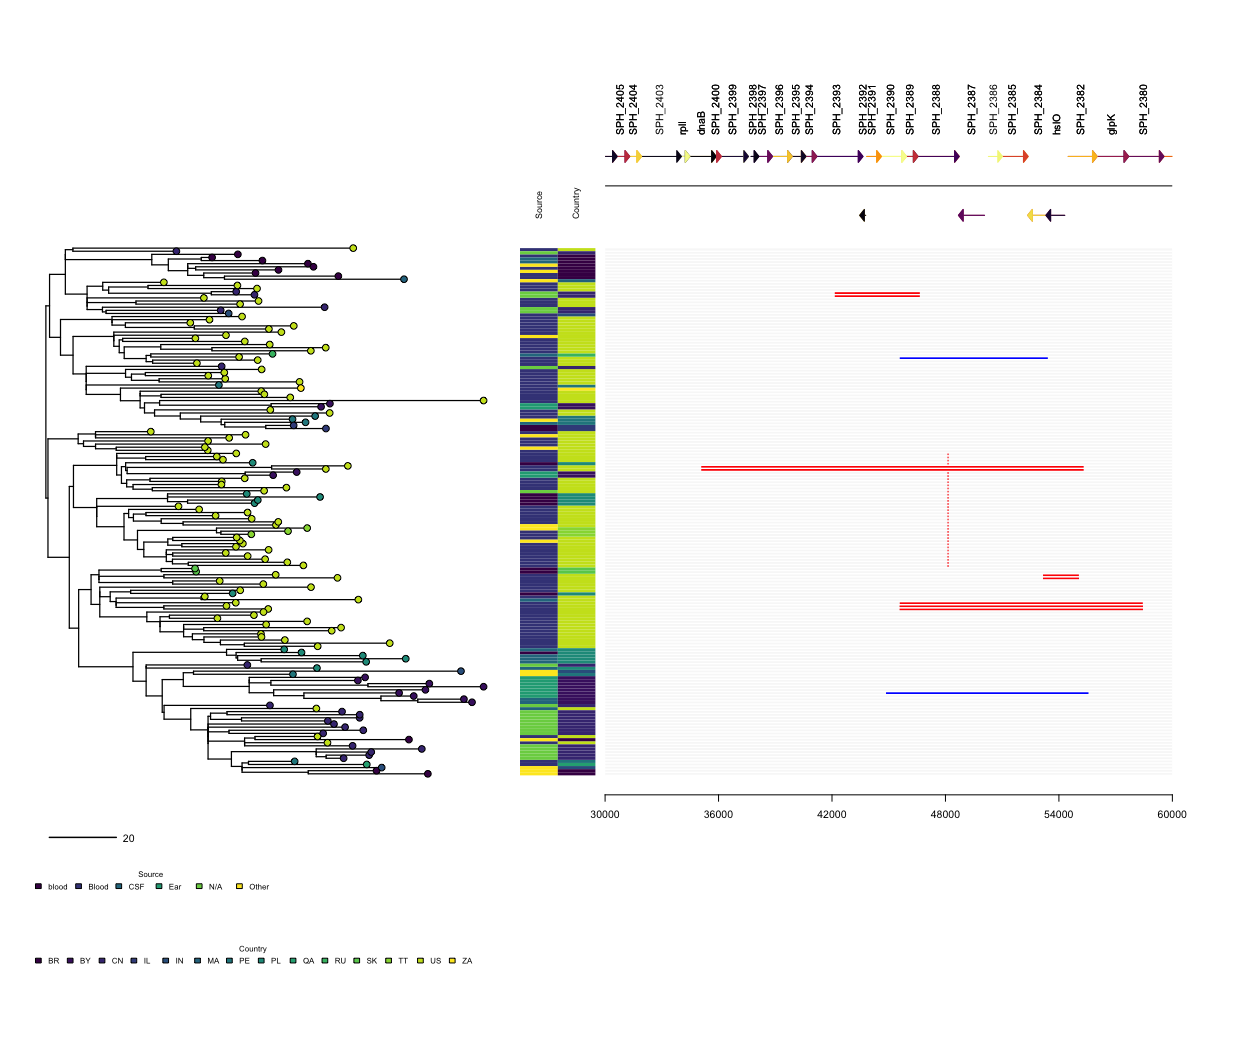 SPH_2405 SPH_2404 SPH_2403 rplI dnaB SPH_2400 SPH_2399 SPH_2398 SPH_2397 SPH_2396 SPH_2395 SPH_2394 SPH_2393 SPH_2392 SPH_2391 SPH_2390 SPH_2389 SPH_2388 SPH_2387 SPH_2386 SPH_2385 SPH_2384 hslO SPH_2382 glpK SPH_2380
Source Country
30000 36000 42000 48000 54000 60000
20
Source
blood Blood CSF Ear N/A Other
Country
BR BY CN IL IN MA PE PL QA RU SK TT US ZA